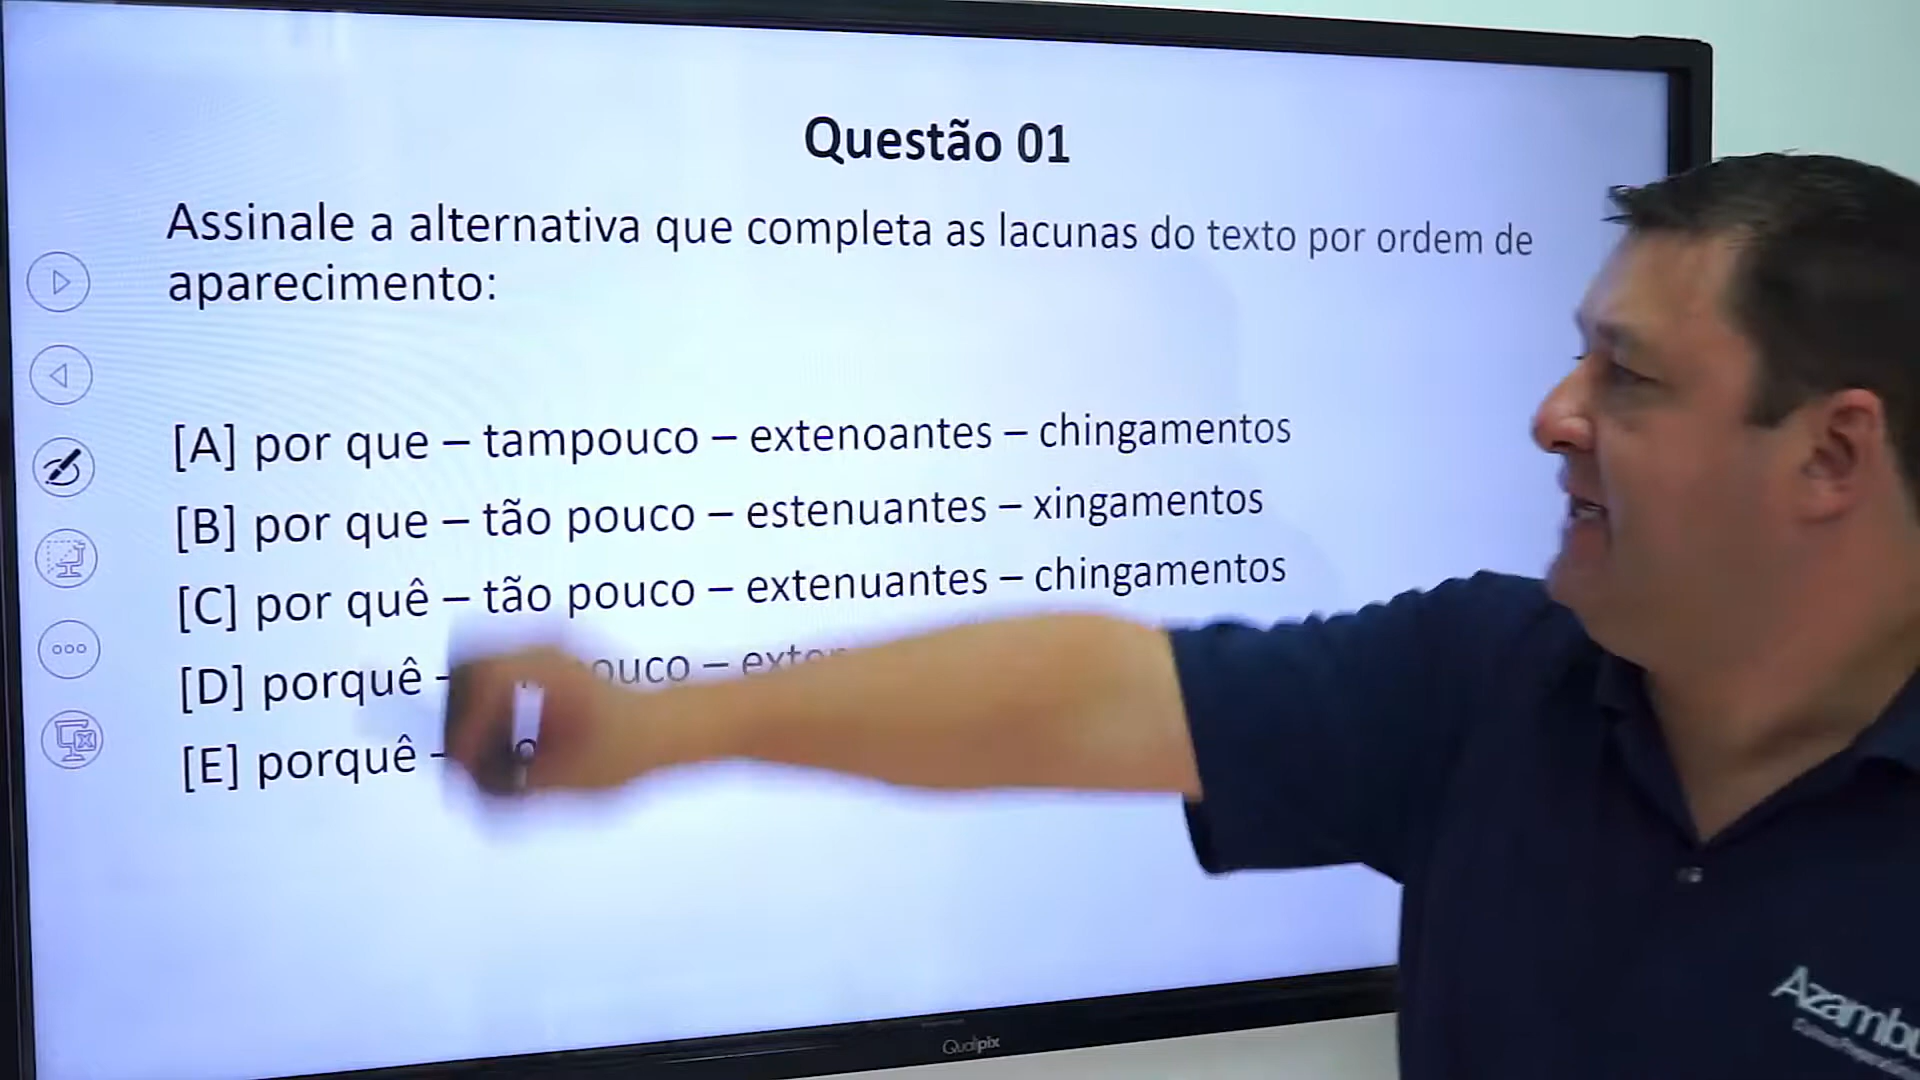 Questão 01
Assinale a alternativa que completa as lacunas do texto por ordem de
aparecimento:
[A] por que – tampouco – extenoantes – chingamentos
[B] por que – tão pouco – estenuantes – xingamentos
[C] por quê – tão pouco – extenuantes – chingamentos
[D] porquê –
[E] porquê –
Qualipix